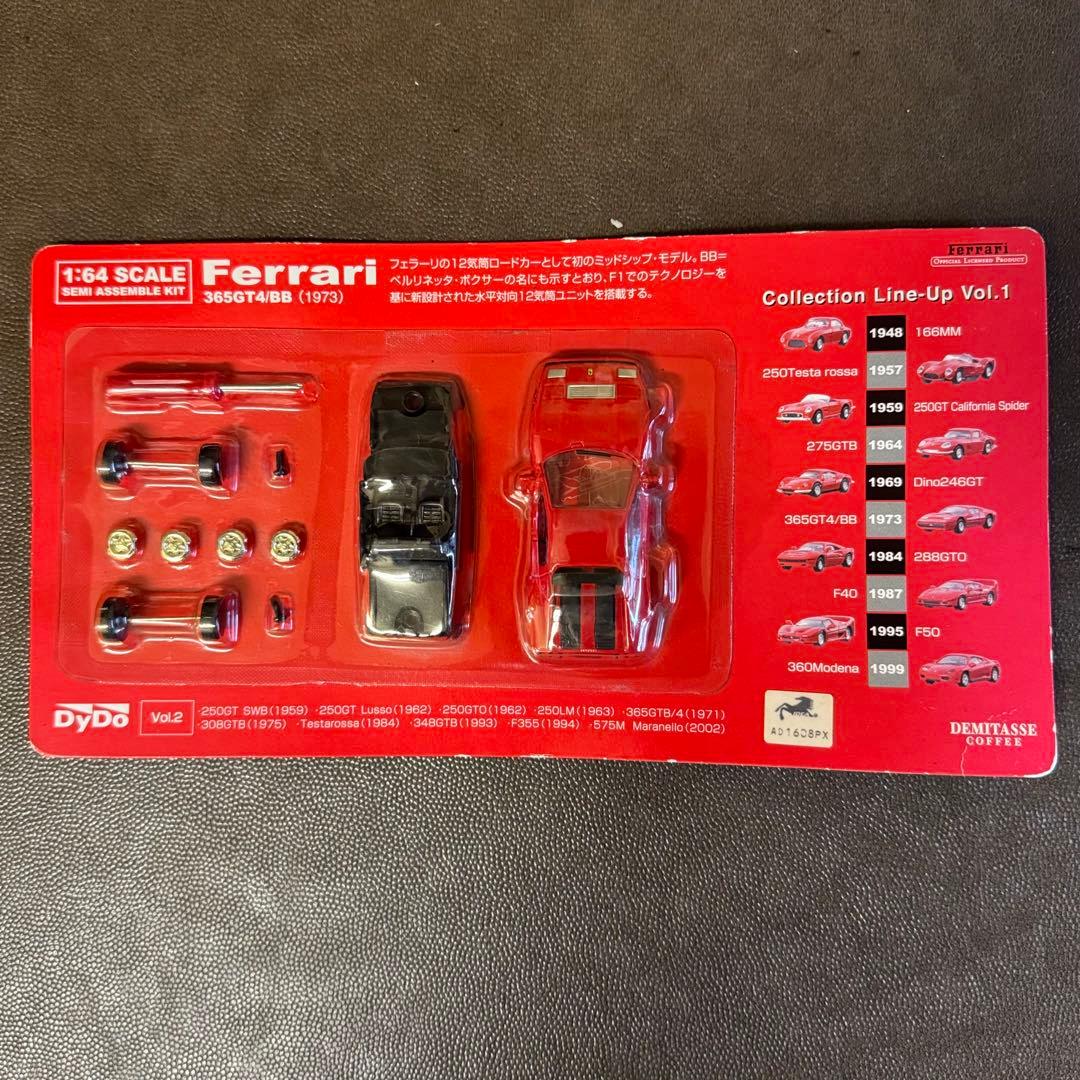 1:64 SCALE
SEMI ASSEMBLE KIT
Ferrari
365GT4/BB (1973)
フェラーリの12気筒ロードカーとして初のミッドシップ・モデル。BB=
ベルリネッタ・ボクサーの名にも示すとおり、F1でのテクノロジーを
基に新設計された水平対向12気筒ユニットを搭載する。
Ferrari
OFFICIAL LICENSED PRODUCT
Collection Line-Up Vol.1
1948 166MM
250Testa rossa 1957
1959 250GT California Spider
275GTB 1964
1969 Dino246GT
365GT4/BB 1973
1984 288GTO
F40 1987
1995 F50
360Modena 1999
DyDo
Vol.2
·250GT SWB(1959) ·250GT Lusso(1962) ·250GTO(1962) ·250LM(1963) ·365GTB/4(1971)
·308GTB(1975) ·Testarossa(1984) ·348GTB(1993) ·F355(1994) ·575M Maranello(2002)
AD1608PX
DEMITASSE
COFFEE